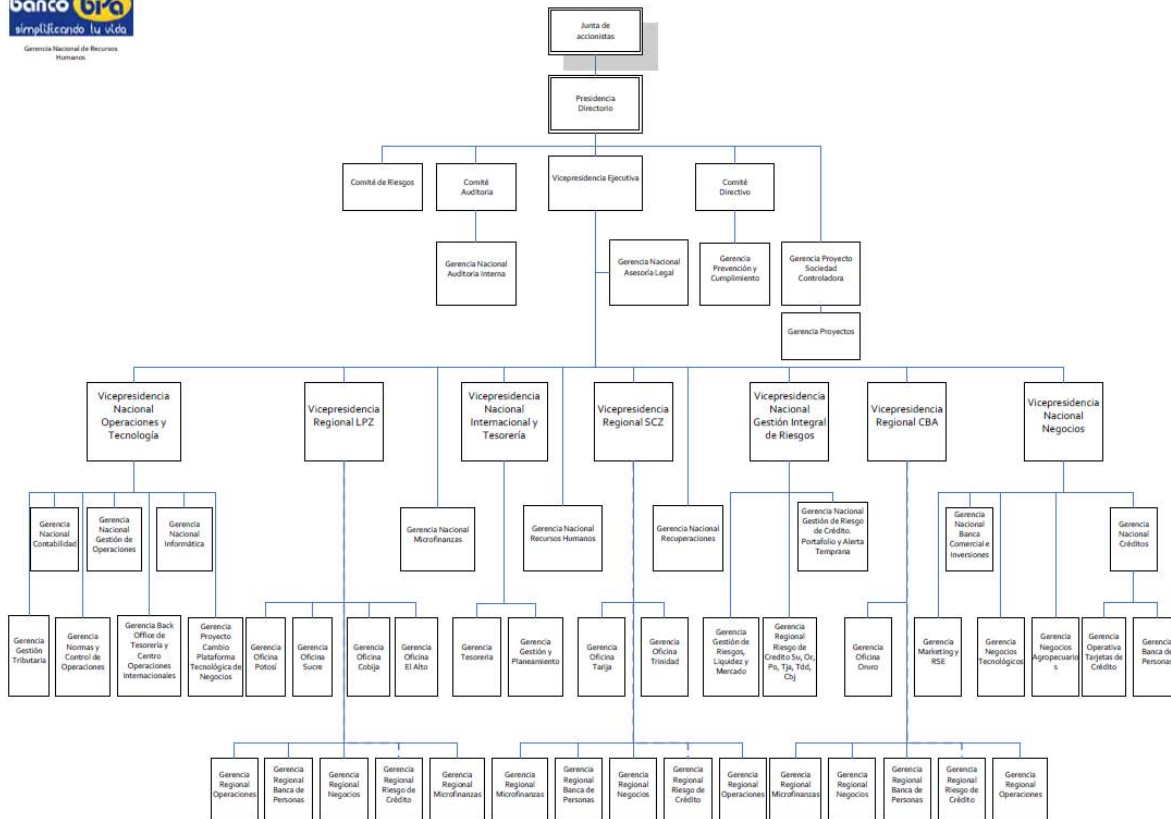 banco bisa
simplificando tu vida
Gerencia Nacional de Recursos
Humanos
Junta de
accionistas
Presidencia
Directorio
Comité de Riesgos
Comité
Auditoria
Vicepresidencia Ejecutiva
Comité
Directivo
Gerencia Nacional
Auditoria Interna
Gerencia Nacional
Asesoría Legal
Gerencia
Prevención y
Cumplimiento
Gerencia Proyecto
Sociedad
Controladora
Gerencia Proyectos
Vicepresidencia
Nacional
Operaciones y
Tecnología
Vicepresidencia
Regional LPZ
Vicepresidencia
Nacional
Internacional y
Tesorería
Vicepresidencia
Regional SCZ
Vicepresidencia
Nacional
Gestión Integral
de Riesgos
Vicepresidencia
Regional CBA
Vicepresidencia
Nacional
Negocios
Gerencia
Nacional
Contabilidad
Gerencia
Nacional
Gestión de
Operaciones
Gerencia
Nacional
Informática
Gerencia Nacional
Microfinanzas
Gerencia Nacional
Recursos Humanos
Gerencia Nacional
Recuperaciones
Gerencia Nacional
Gestión de Riesgo
de Crédito.
Portafolio y Alerta
Temprana
Gerencia
Nacional
Banca
Comercial e
Inversiones
Gerencia
Nacional
Créditos
Gerencia
Gestión
Tributaria
Gerencia
Normas y
Control de
Operaciones
Gerencia Back
Office de
Tesorería y
Centro
Operaciones
Internacionales
Gerencia
Proyecto
Cambio
Plataforma
Tecnológica de
Negocios
Gerencia
Oficina
Potosí
Gerencia
Oficina
Sucre
Gerencia
Oficina
Cobija
Gerencia
Oficina
El Alto
Gerencia
Tesoreria
Gerencia
Gestión y
Planeamiento
Gerencia
Oficina
Tarija
Gerencia
Oficina
Trinidad
Gerencia
Gestión de
Riesgos,
Liquidez y
Mercado
Gerencia
Regional
Riesgo de
Credito Su, Or,
Po, Tja, Tdd,
Cbj
Gerencia
Oficina
Oruro
Gerencia
Marketing y
RSE
Gerencia
Negocios
Tecnológicos
Gerencia
Negocios
Agropecuario
s
Gerencia
Operativa
Tarjetas de
Crédito
Gerencia
Banca de
Personas
Gerencia
Regional
Operaciones
Gerencia
Regional
Banca de
Personas
Gerencia
Regional
Negocios
Gerencia
Regional
Riesgo de
Crédito
Gerencia
Regional
Microfinanzas
Gerencia
Regional
Microfinanzas
Gerencia
Regional
Banca de
Personas
Gerencia
Regional
Negocios
Gerencia
Regional
Riesgo de
Crédito
Gerencia
Regional
Operaciones
Gerencia
Regional
Microfinanzas
Gerencia
Regional
Negocios
Gerencia
Regional
Banca de
Personas
Gerencia
Regional
Riesgo de
Crédito
Gerencia
Regional
Operaciones